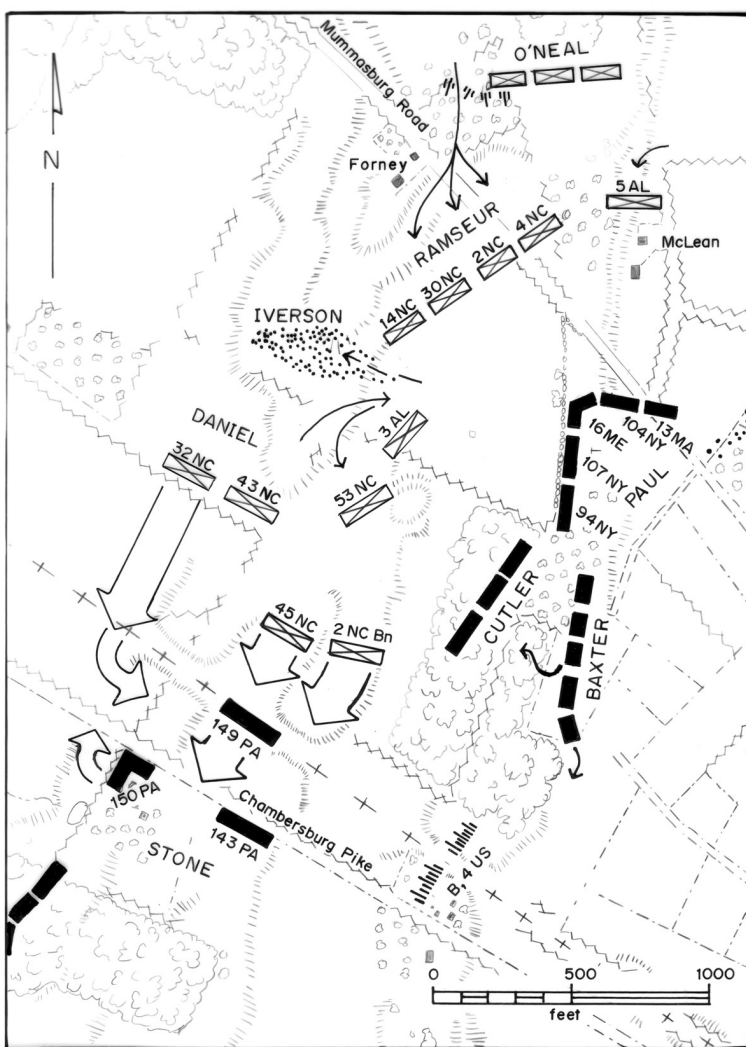 O'NEAL
Mummasburg Road
N
Forney
5 AL
McLean
RAMSEUR
4 NC
2 NC
30 NC
14 NC
IVERSON
DANIEL
3 AL
32 NC
43 NC
53 NC
104 NY
13 MA
16 ME
107 NY
PAUL
94 NY
CUTLER
BAXTER
45 NC
2 NC Bn
149 PA
150 PA
143 PA
Chambersburg Pike
STONE
B, 4 US
0 500 1000
feet